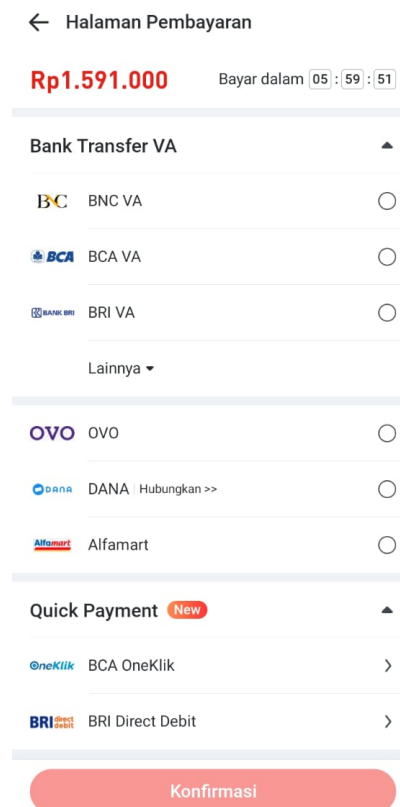 Halaman Pembayaran
Rp1.591.000 Bayar dalam 05 : 59 : 51
Bank Transfer VA
BNC BNC VA
BCA BCA VA
BANK BRI BRI VA
Lainnya
OVO OVO
DANA DANA Hubungkan >>
Alfamart Alfamart
Quick Payment New
OneKlik BCA OneKlik
BRI direct debit BRI Direct Debit
Konfirmasi